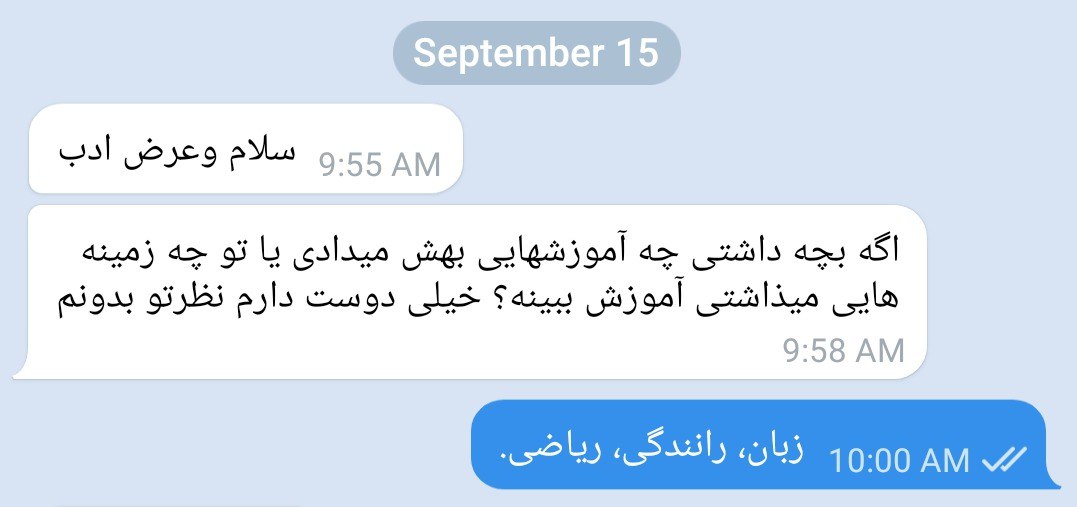 September 15
سلام وعرض ادب
9:55 AM
اگه بچه داشتی چه آموزشهایی بهش میدادی یا تو چه زمینه
هایی میذاشتی آموزش ببینه؟ خیلی دوست دارم نظرتو بدونم
9:58 AM
زبان، رانندگی، ریاضی.
10:00 AM